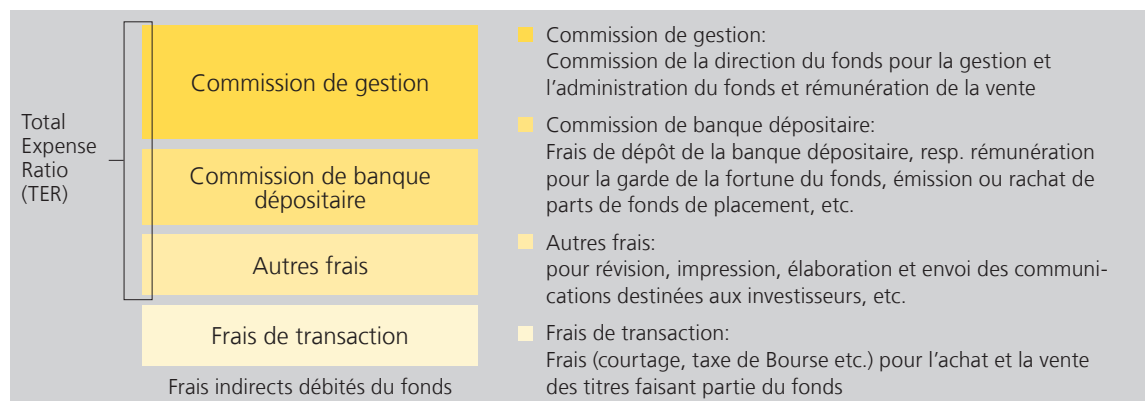 Total
Expense
Ratio
(TER)
Commission de gestion
Commission de banque
dépositaire
Autres frais
Frais de transaction
Frais indirects débités du fonds
Commission de gestion:
Commission de la direction du fonds pour la gestion et
l'administration du fonds et rémunération de la vente
Commission de banque dépositaire:
Frais de dépôt de la banque dépositaire, resp. rémunération
pour la garde de la fortune du fonds, émission ou rachat de
parts de fonds de placement, etc.
Autres frais:
pour révision, impression, élaboration et envoi des communi-
cations destinées aux investisseurs, etc.
Frais de transaction:
Frais (courtage, taxe de Bourse etc.) pour l'achat et la vente
des titres faisant partie du fonds